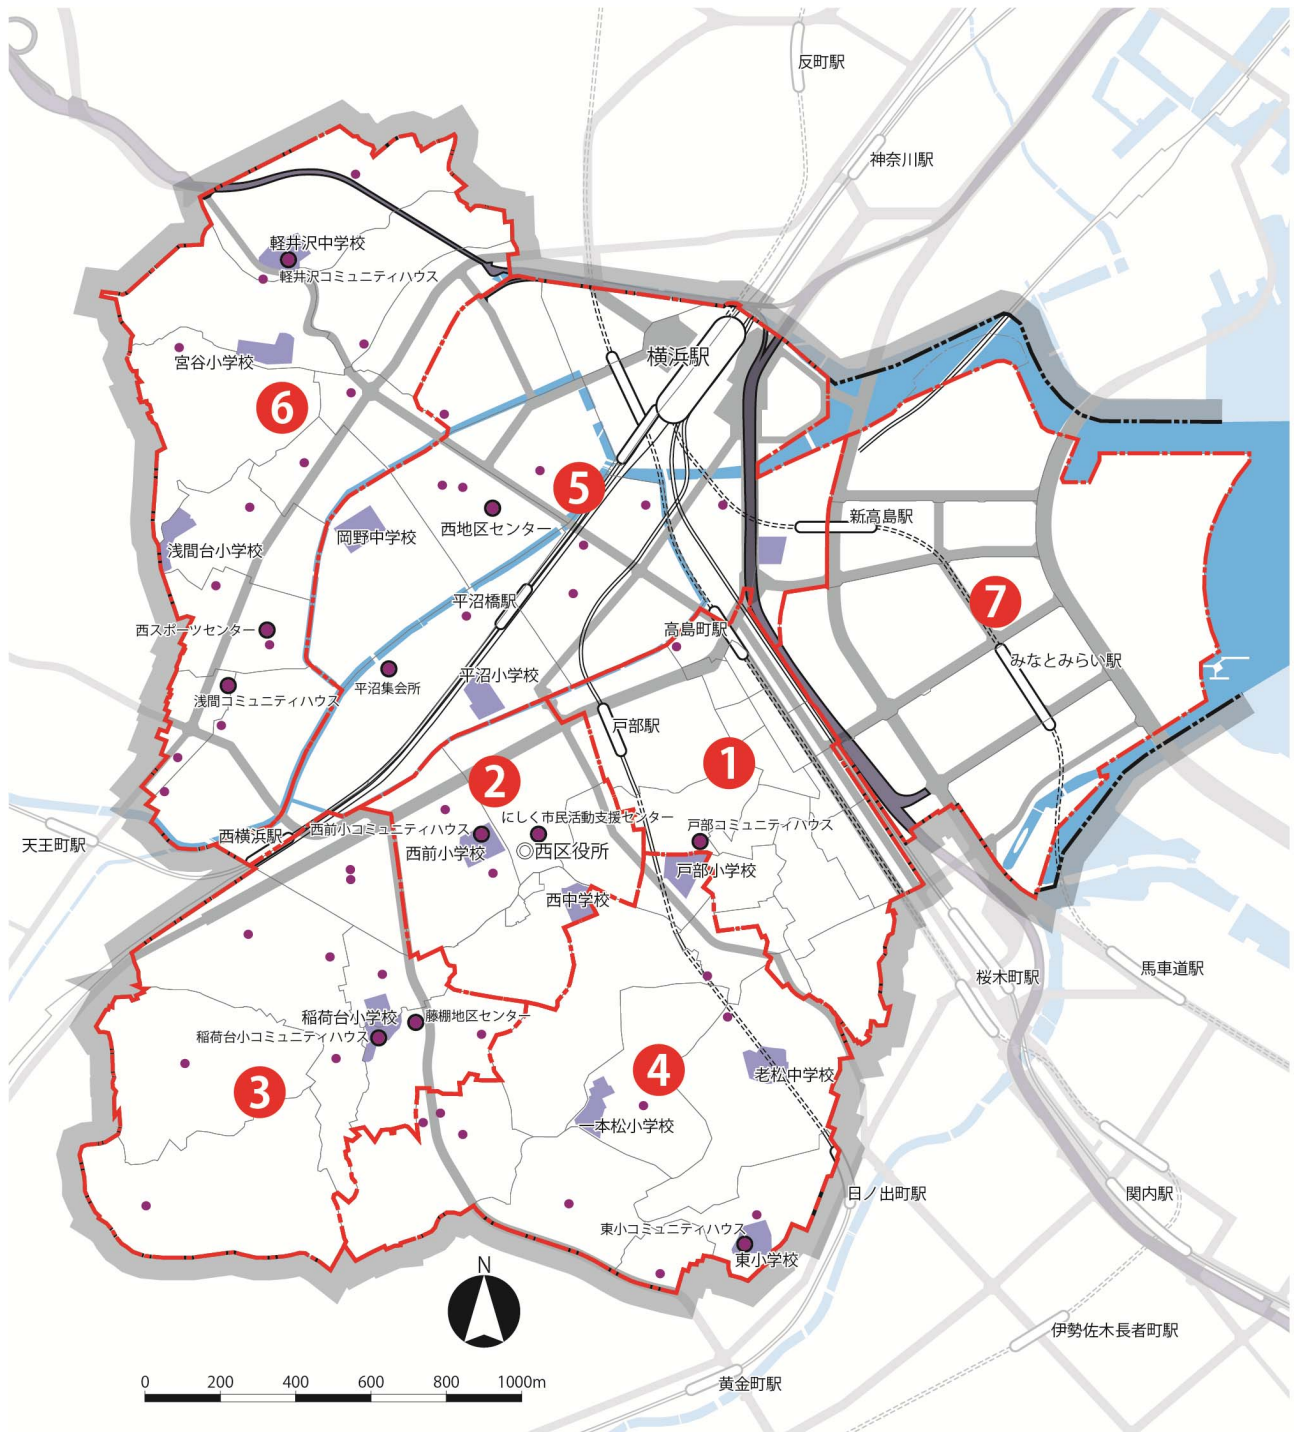 反町駅
神奈川駅
軽井沢中学校
軽井沢コミュニティハウス
横浜駅
宮谷小学校
6
5
西地区センター
新高島駅
岡野中学校
浅間台小学校
7
平沼橋駅
西スポーツセンター
高島町駅
みなとみらい駅
平沼小学校
平沼集会所
浅間コミュニティハウス
戸部駅
1
2
にしく市民活動支援センター
戸部コミュニティハウス
西横浜駅
西前小コミュニティハウス
天王町駅
西前小学校
◎西区役所
戸部小学校
西中学校
馬車道駅
桜木町駅
稲荷台小学校
藤棚地区センター
稲荷台小コミュニティハウス
4
老松中学校
3
一本松小学校
日ノ出町駅
関内駅
東小コミュニティハウス
東小学校
N
伊勢佐木長者町駅
黄金町駅
0 200 400 600 800 1000m